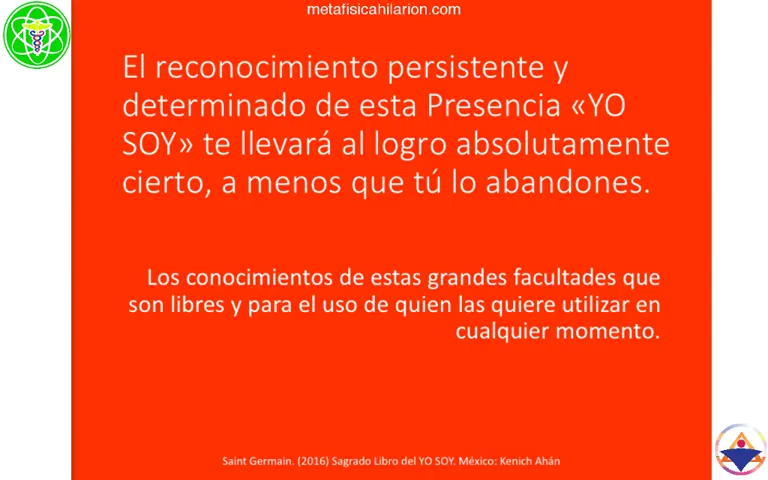 metafisicahilarion.com
El reconocimiento persistente y
determinado de esta Presencia «YO
SOY» te llevará al logro absolutamente
cierto, a menos que tú lo abandones.
Los conocimientos de estas grandes facultades que
son libres y para el uso de quien las quiere utilizar en
cualquier momento.
Saint Germain. (2016) Sagrado Libro del YO SOY. México: Kenich Ahán